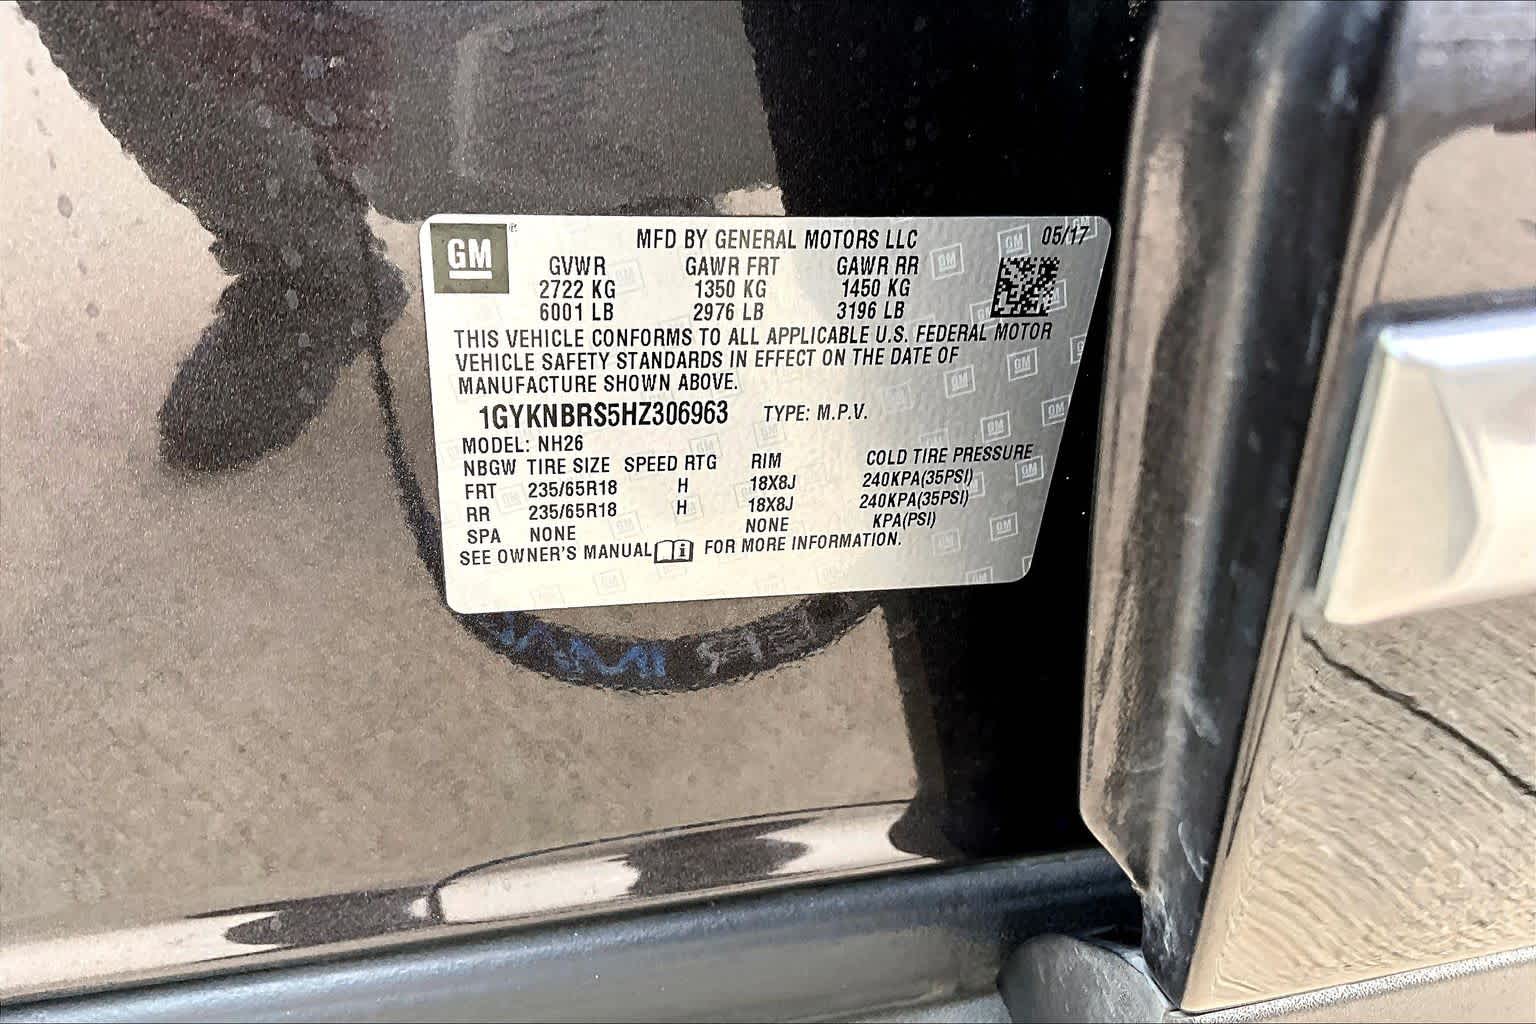 GM ® MFD BY GENERAL MOTORS LLC 05/17
GVWR GAWR FRT GAWR RR
2722 KG 1350 KG 1450 KG
6001 LB 2976 LB 3196 LB
THIS VEHICLE CONFORMS TO ALL APPLICABLE U.S. FEDERAL MOTOR
VEHICLE SAFETY STANDARDS IN EFFECT ON THE DATE OF
MANUFACTURE SHOWN ABOVE.
1GYKNBRS5HZ306963 TYPE: M.P.V.
MODEL: NH26
NBGW TIRE SIZE SPEED RTG RIM COLD TIRE PRESSURE
FRT 235/65R18 H 18X8J 240KPA(35PSI)
RR 235/65R18 H 18X8J 240KPA(35PSI)
SPA NONE NONE KPA(PSI)
SEE OWNER'S MANUAL FOR MORE INFORMATION.